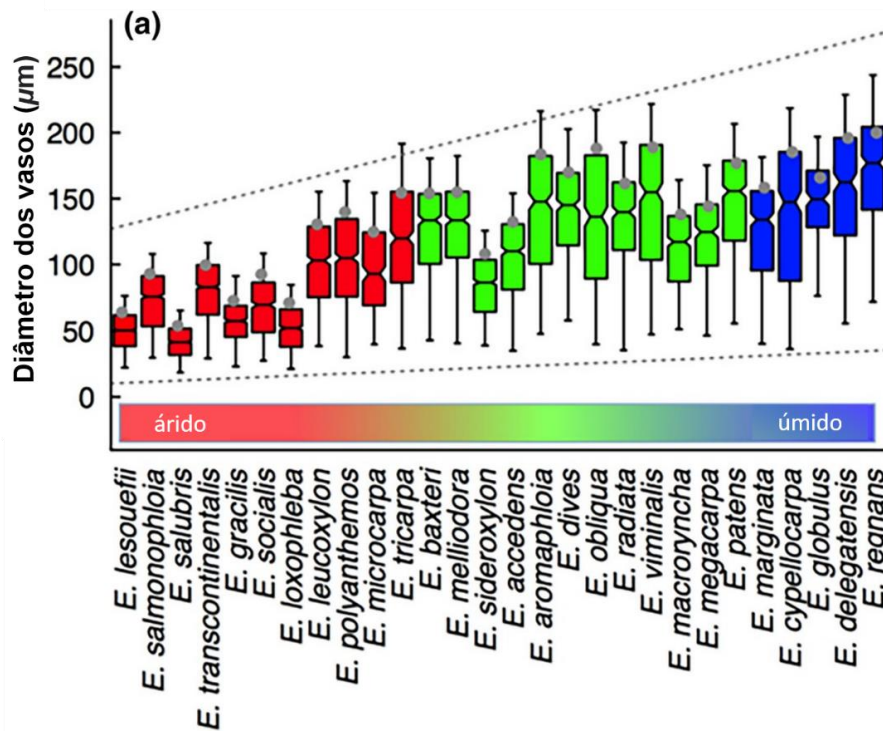 (a)
Diâmetro dos vasos (µm)
250
200
150
100
50
0
árido
úmido
E. lesouefii
E. salmonophloia
E. salubris
E. transcontinentalis
E. gracilis
E. socialis
E. loxophleba
E. leucoxylon
E. polyanthemos
E. microcarpa
E. tricarpa
E. baxteri
E. melliodora
E. sideroxylon
E. accedens
E. aromaphloia
E. dives
E. obliqua
E. radiata
E. viminalis
E. macroryncha
E. megacarpa
E. patens
E. marginata
E. cypellocarpa
E. globulus
E. delegatensis
E. regnans